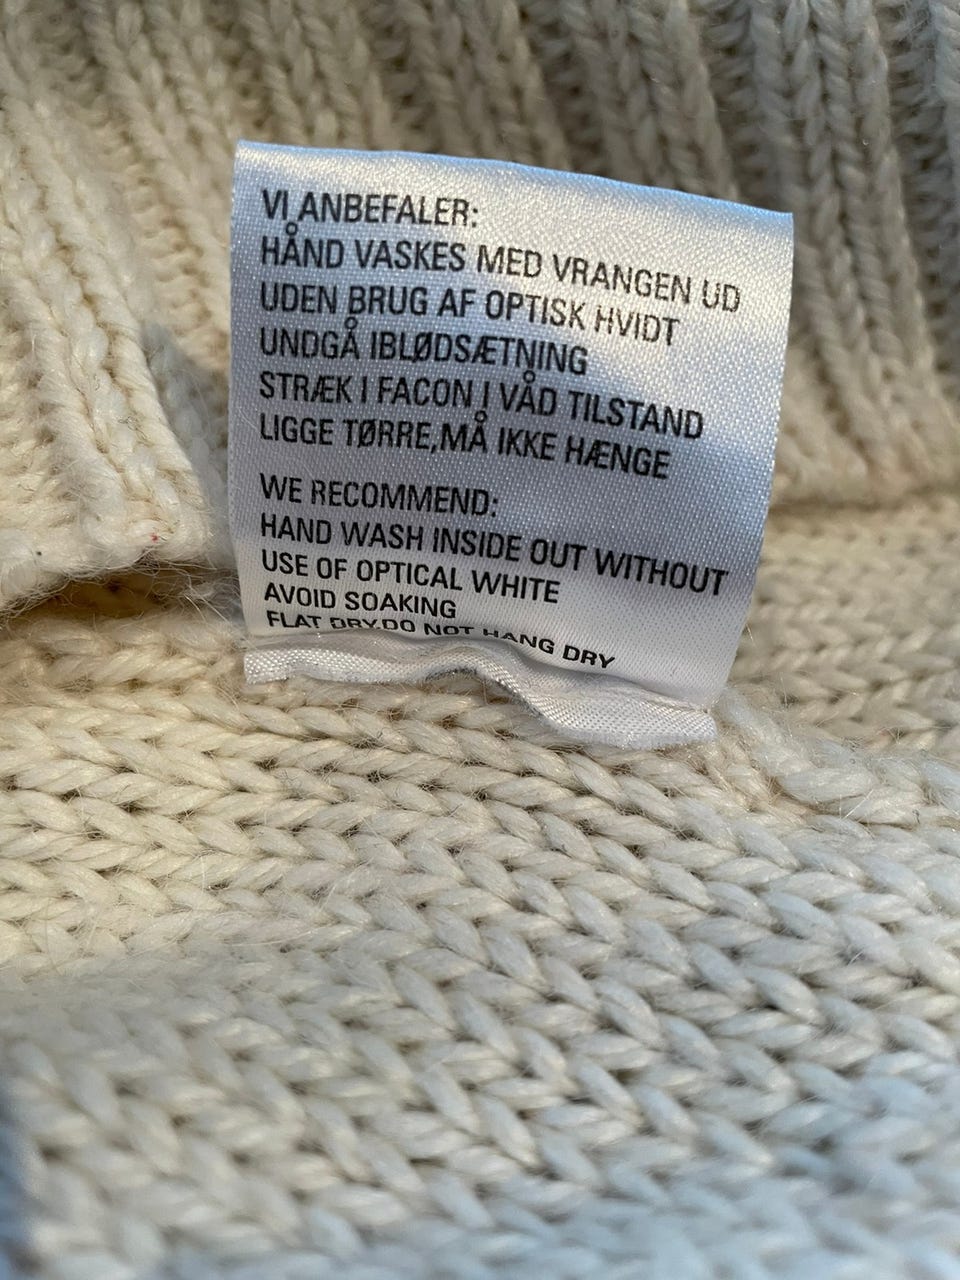 VI ANBEFALER:
HÅND VASKES MED VRANGEN UD
UDEN BRUG AF OPTISK HVIDT
UNDGÅ IBLØDSÆTNING
STRÆK I FACON I VÅD TILSTAND
LIGGE TØRRE,MÅ IKKE HÆNGE
WE RECOMMEND:
HAND WASH INSIDE OUT WITHOUT
USE OF OPTICAL WHITE
AVOID SOAKING
FLAT DRY.DO NOT HANG DRY